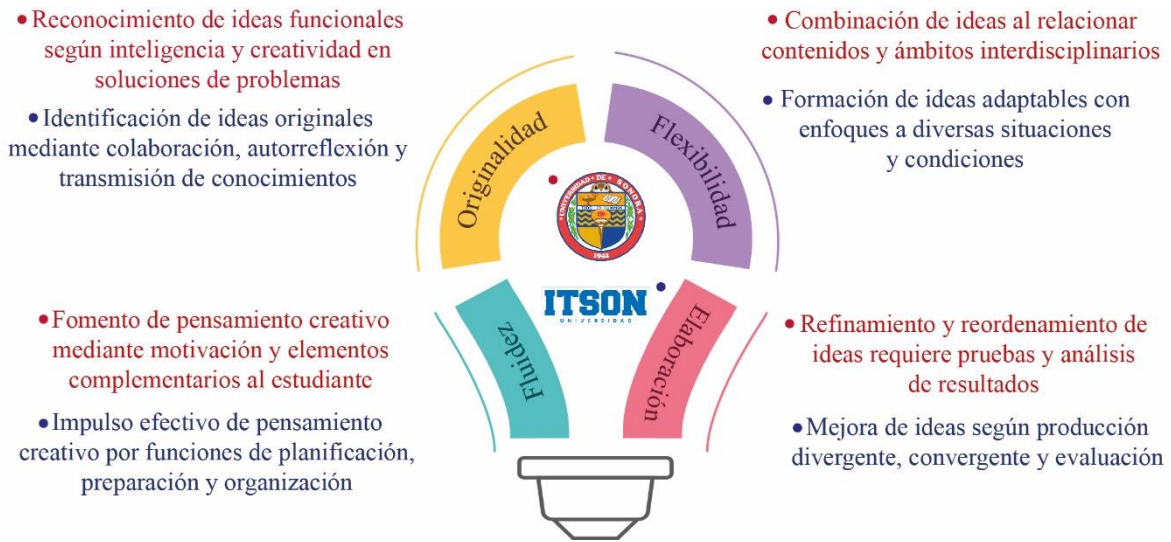 • Reconocimiento de ideas funcionales
según inteligencia y creatividad en
soluciones de problemas
• Identificación de ideas originales
mediante colaboración, autorreflexión y
transmisión de conocimientos
• Combinación de ideas al relacionar
contenidos y ámbitos interdisciplinarios
• Formación de ideas adaptables con
enfoques a diversas situaciones
y condiciones
Originalidad
Flexibilidad
UNIVERSIDAD DE SONORA
1942
ITSON
UNIVERSIDAD
Fluidez
Elaboración
• Fomento de pensamiento creativo
mediante motivación y elementos
complementarios al estudiante
• Impulso efectivo de pensamiento
creativo por funciones de planificación,
preparación y organización
• Refinamiento y reordenamiento de
ideas requiere pruebas y análisis
de resultados
• Mejora de ideas según producción
divergente, convergente y evaluación